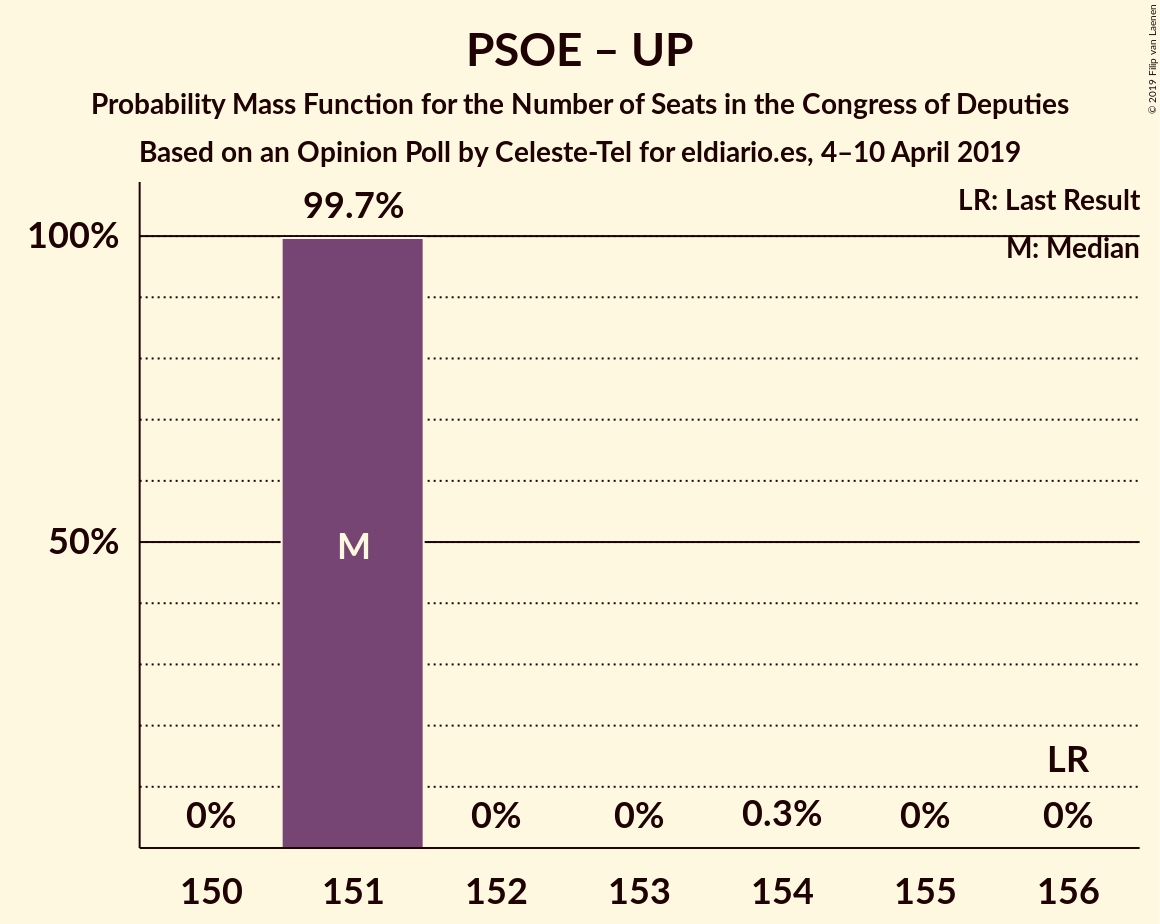 PSOE – UP
Probability Mass Function for the Number of Seats in the Congress of Deputies
Based on an Opinion Poll by Celeste-Tel for eldiario.es, 4–10 April 2019
© 2019 Filip van Laenen
LR: Last Result
M: Median
99.7%
100%
50%
M
LR
0%
0%
0%
0.3%
0%
0%
150
151
152
153
154
155
156